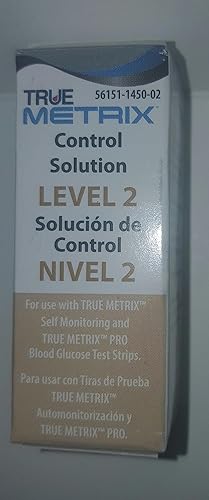 56151-1450-02
TRUE
METRIX™
Control
Solution
LEVEL 2
Solución de
Control
NIVEL 2
For use with TRUE METRIX™
Self Monitoring and
TRUE METRIX™ PRO
Blood Glucose Test Strips.
Para usar con Tiras de Prueba
TRUE METRIX™
Automonitorización y
TRUE METRIX™ PRO.